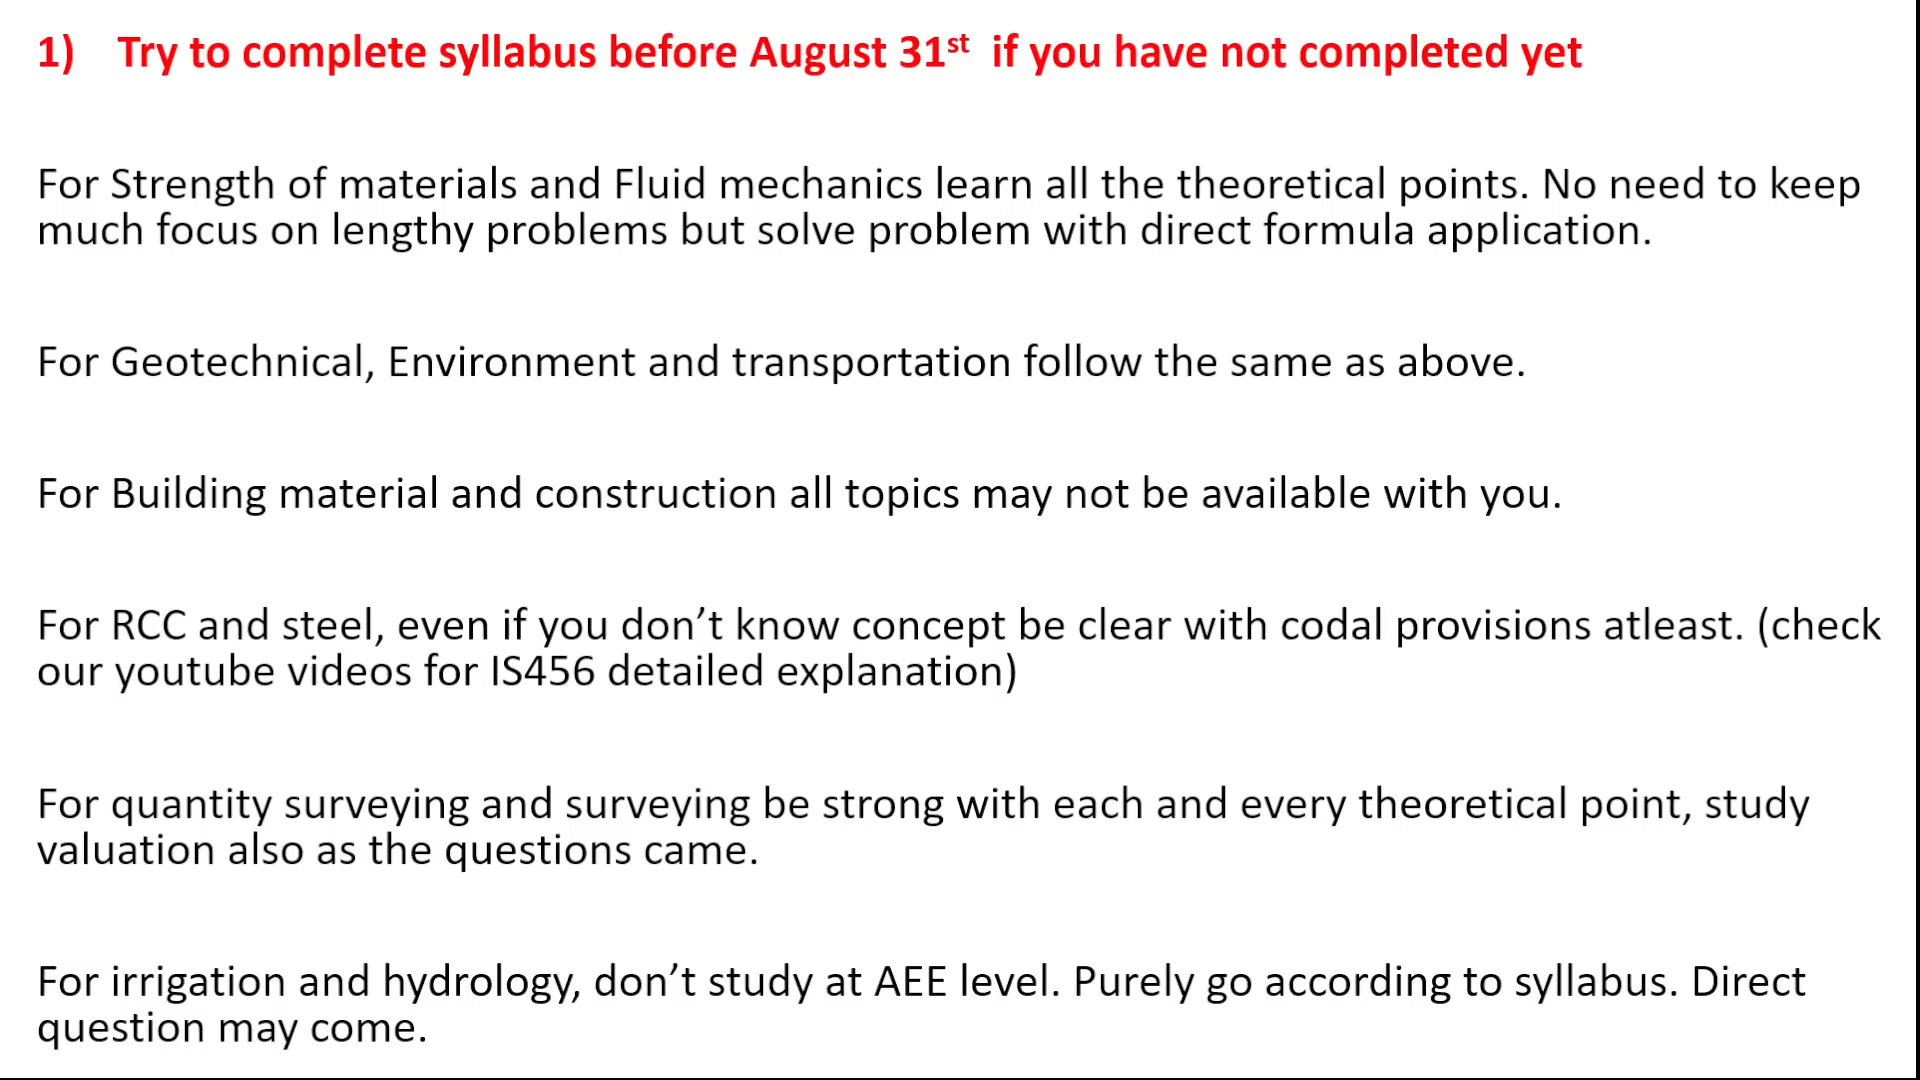 1) Try to complete syllabus before August 31st if you have not completed yet
For Strength of materials and Fluid mechanics learn all the theoretical points. No need to keep
much focus on lengthy problems but solve problem with direct formula application.
For Geotechnical, Environment and transportation follow the same as above.
For Building material and construction all topics may not be available with you.
For RCC and steel, even if you don’t know concept be clear with codal provisions atleast. (check
our youtube videos for IS456 detailed explanation)
For quantity surveying and surveying be strong with each and every theoretical point, study
valuation also as the questions came.
For irrigation and hydrology, don’t study at AEE level. Purely go according to syllabus. Direct
question may come.